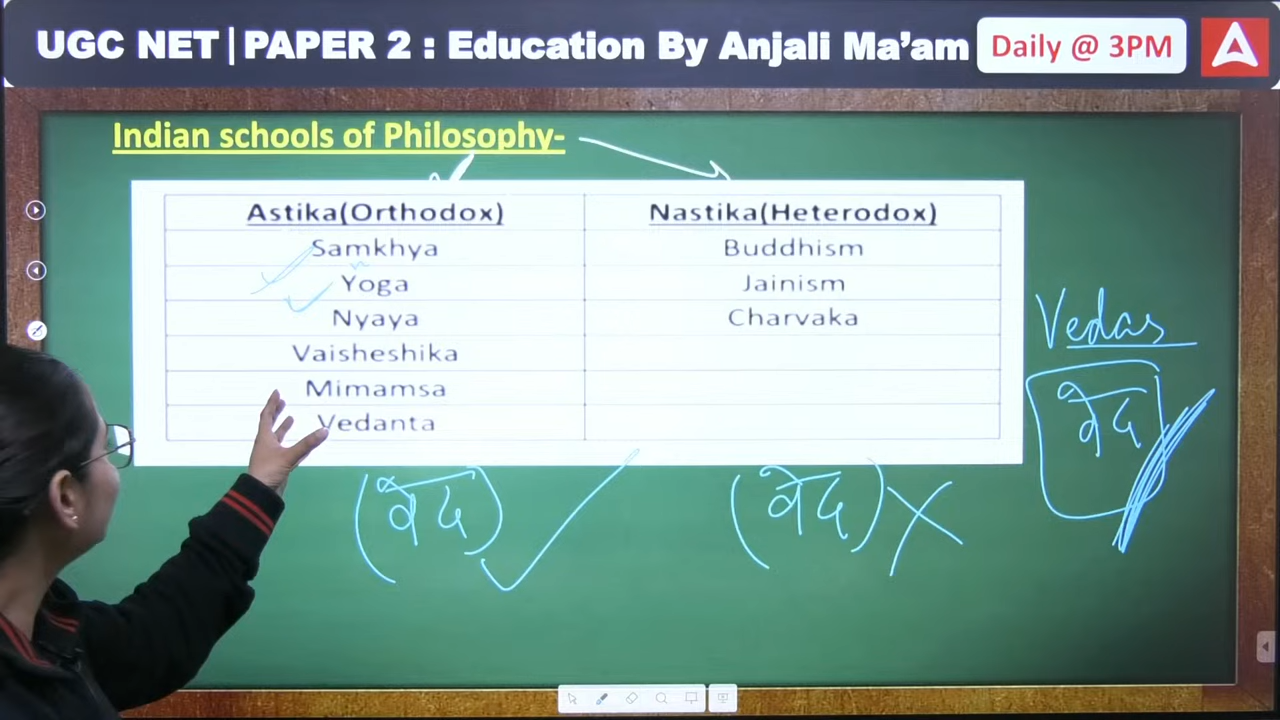 UGC NET|PAPER 2 : Education By Anjali Ma’am
Daily @ 3PM
Indian schools of Philosophy-
Astika(Orthodox) Nastika(Heterodox)
Samkhya Buddhism
Yoga Jainism
Nyaya Charvaka
Vaisheshika
Mimamsa
Vedanta
Vedas
वेद
(वेद) (वेद)